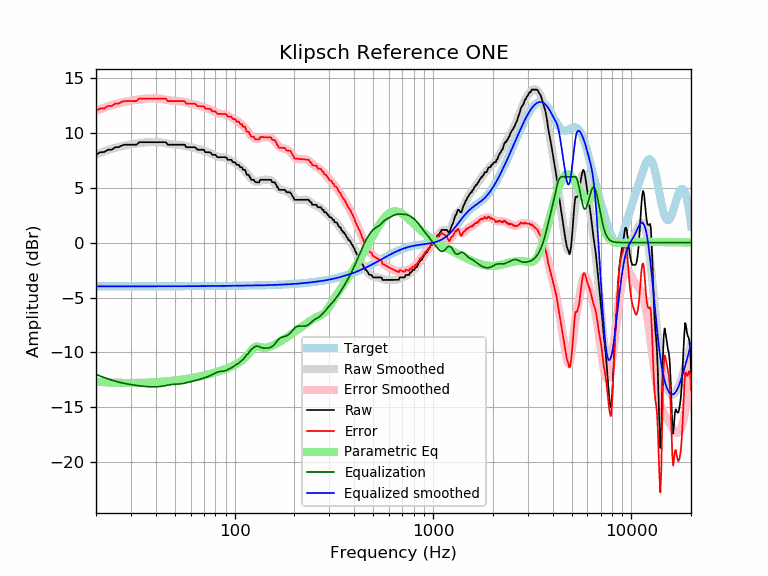 Klipsch Reference ONE
15
10
5
0
−5
−10
−15
−20
Amplitude (dBr)
Target
Raw Smoothed
Error Smoothed
Raw
Error
Parametric Eq
Equalization
Equalized smoothed
100
1000
10000
Frequency (Hz)